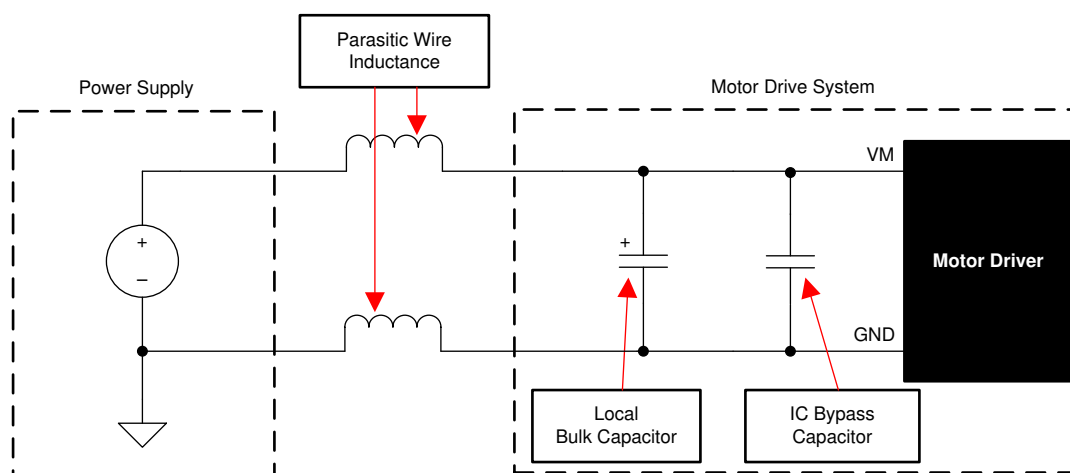 Parasitic Wire
Inductance
Power Supply
Motor Drive System
VM
+
–
+
Motor Driver
GND
Local
Bulk Capacitor
IC Bypass
Capacitor